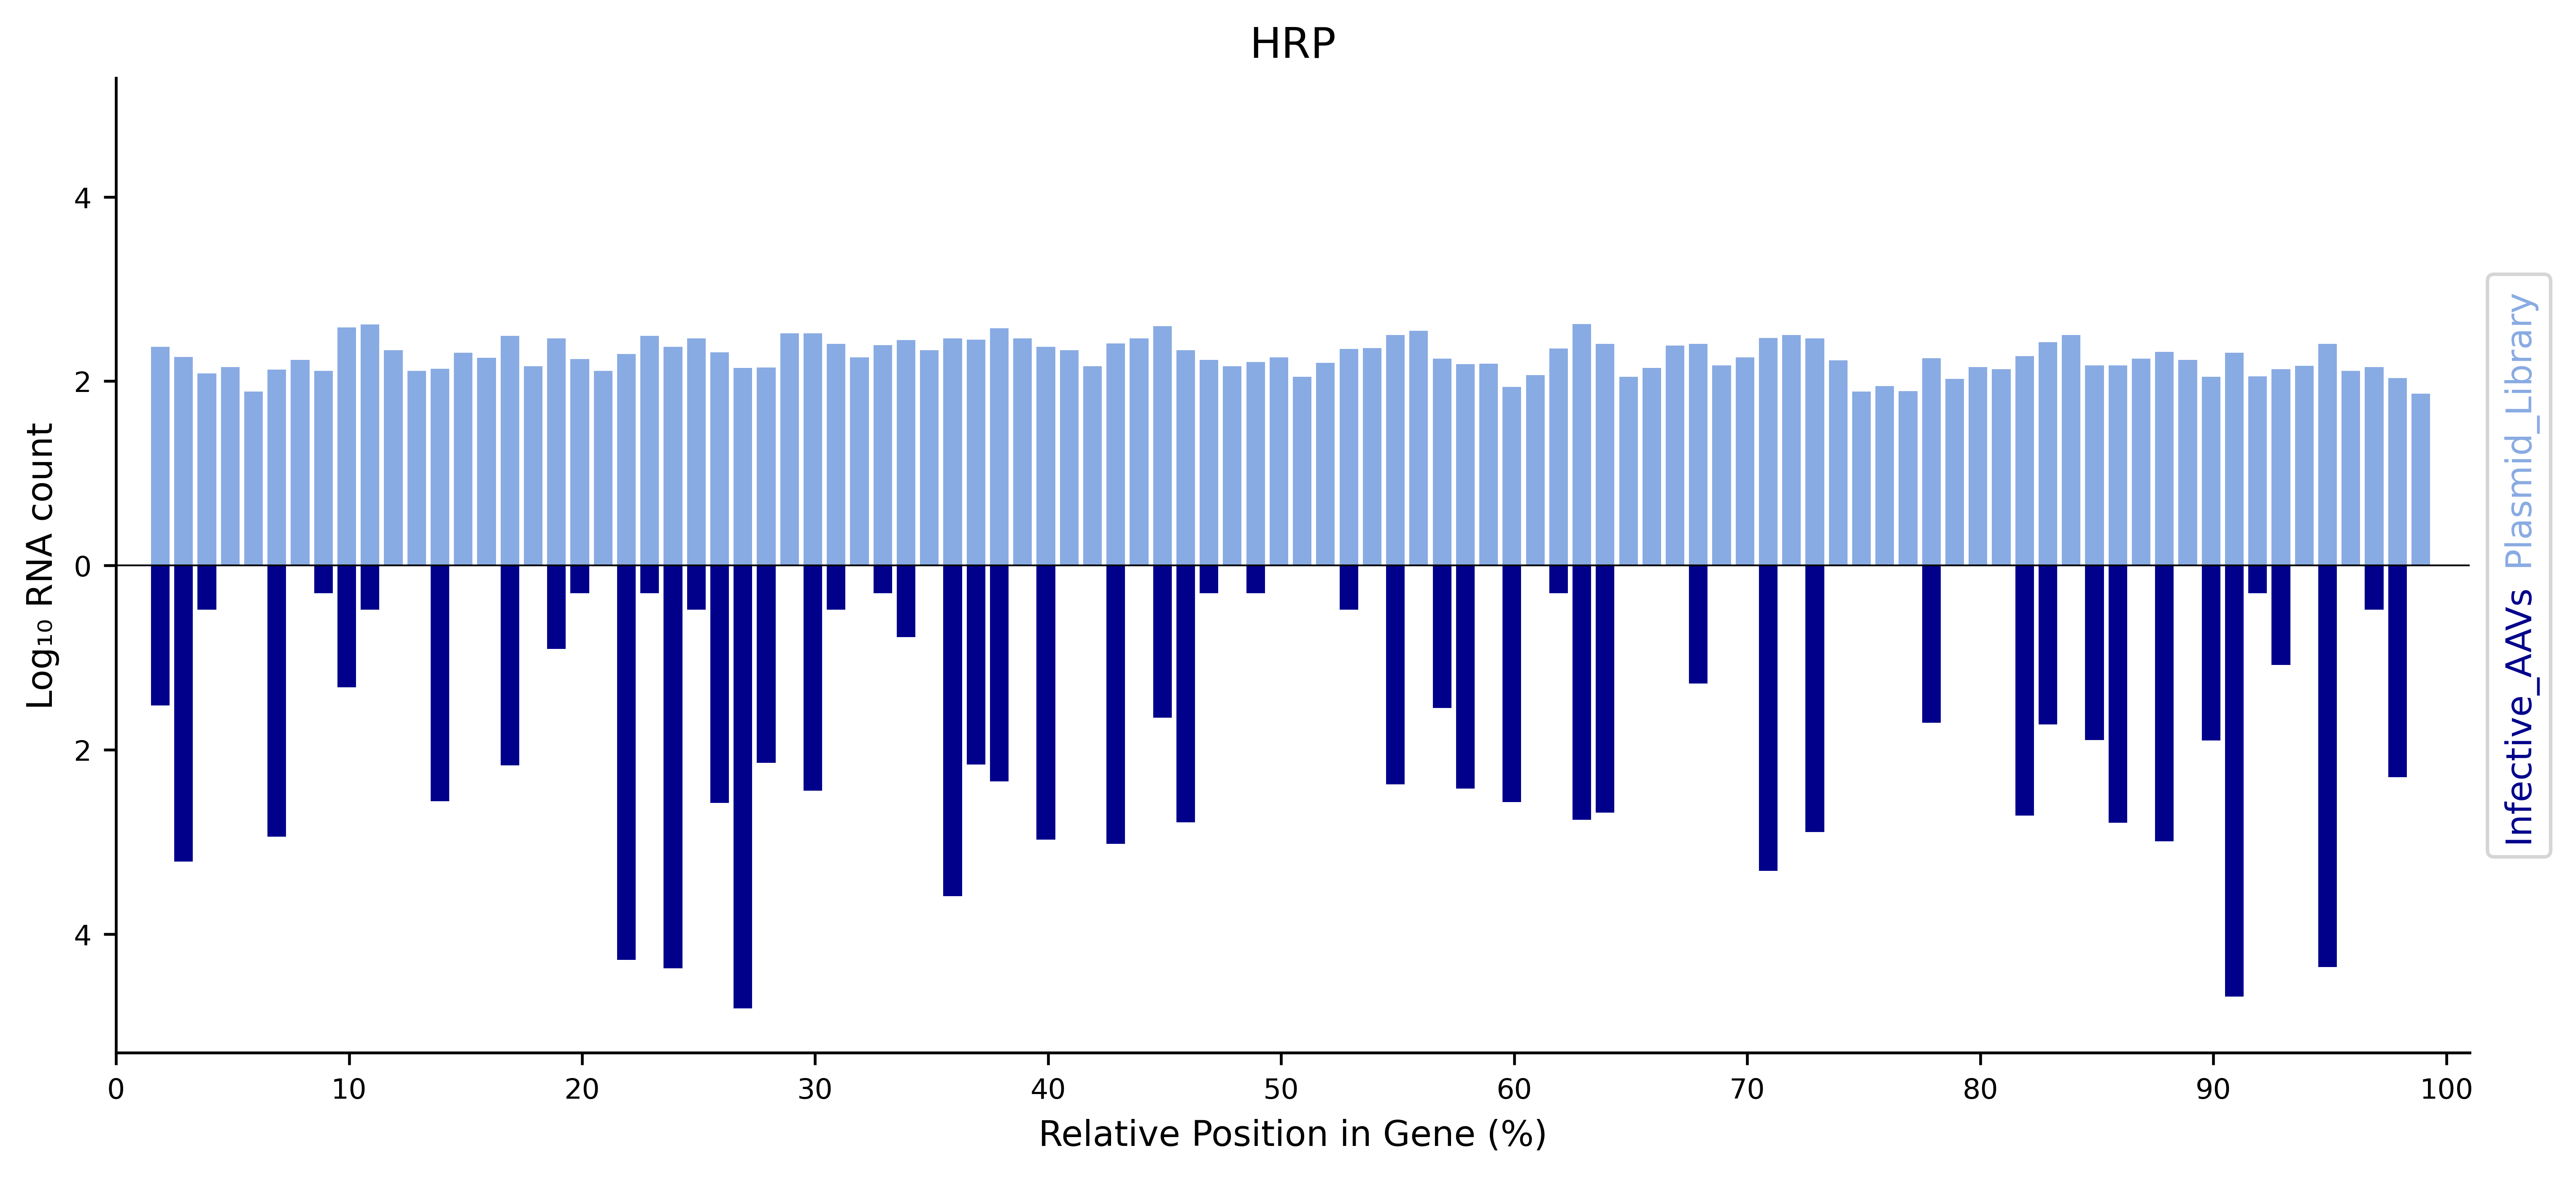 HRP
Log₁₀ RNA count
4
2
0
2
4
0 10 20 30 40 50 60 70 80 90 100
Relative Position in Gene (%)
Infective_AAVs Plasmid_Library